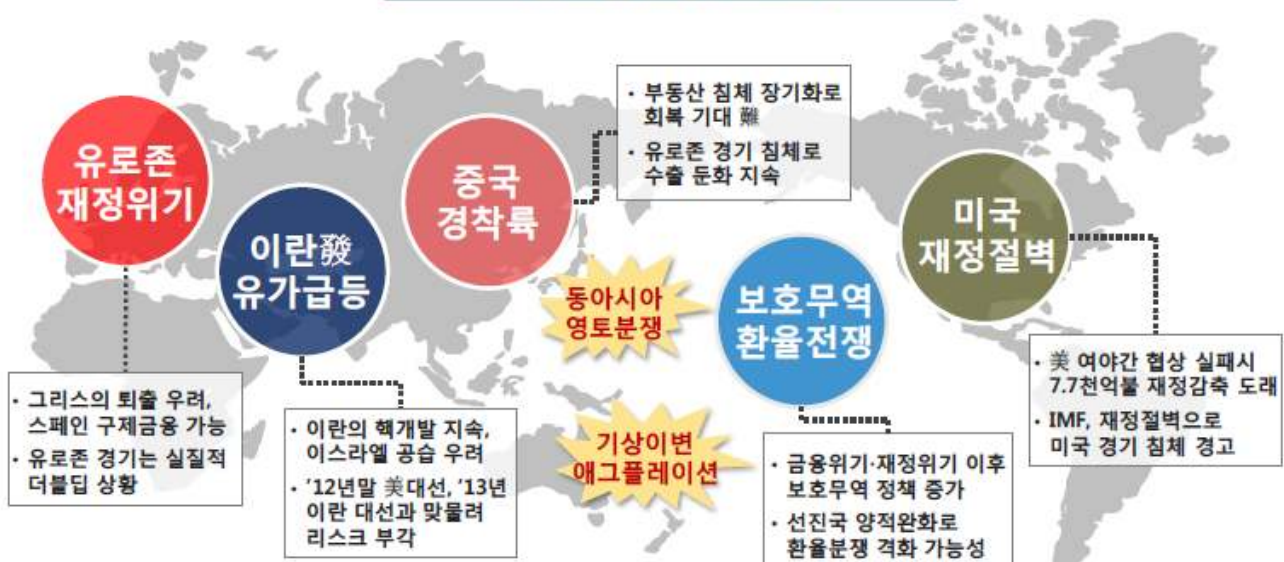 유로존
재정위기
이란發
유가급등
중국
경착륙
· 부동산 침체 장기화로
회복 기대 難
· 유로존 경기 침체로
수출 둔화 지속
동아시아
영토분쟁
보호무역
환율전쟁
미국
재정절벽
· 그리스의 퇴출 우려,
스페인 구제금융 가능
· 유로존 경기는 실질적
더블딥 상황
· 이란의 핵개발 지속,
이스라엘 공습 우려
· '12년말 美대선, '13년
이란 대선과 맞물려
리스크 부각
기상이변
애그플레이션
· 금융위기·재정위기 이후
보호무역 정책 증가
· 선진국 양적완화로
환율분쟁 격화 가능성
· 美 여야간 협상 실패시
7.7천억불 재정감축 도래
· IMF, 재정절벽으로
미국 경기 침체 경고